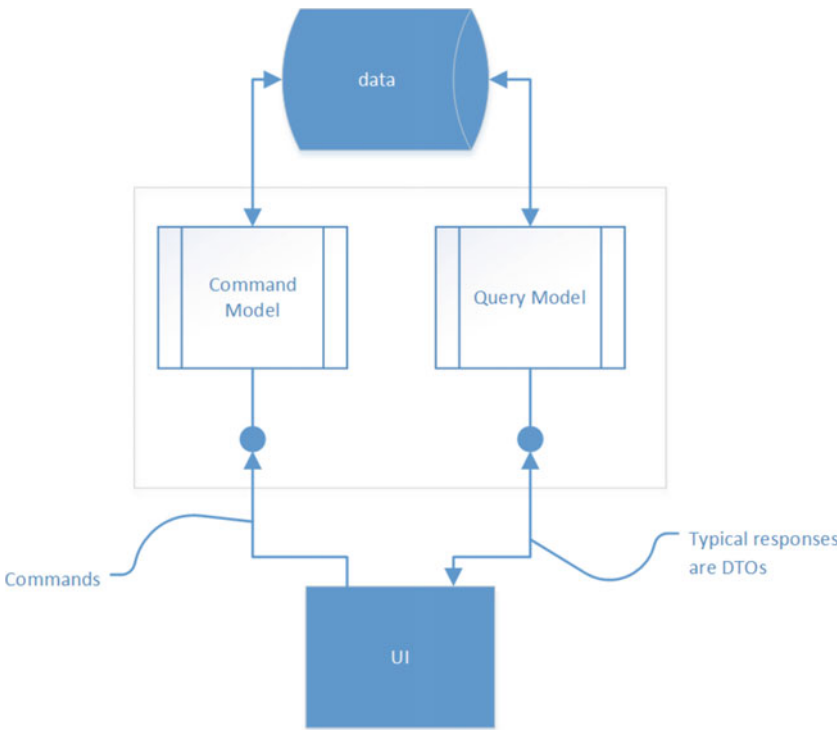 data
Command
Model
Query Model
Commands
Typical responses
are DTOs
UI